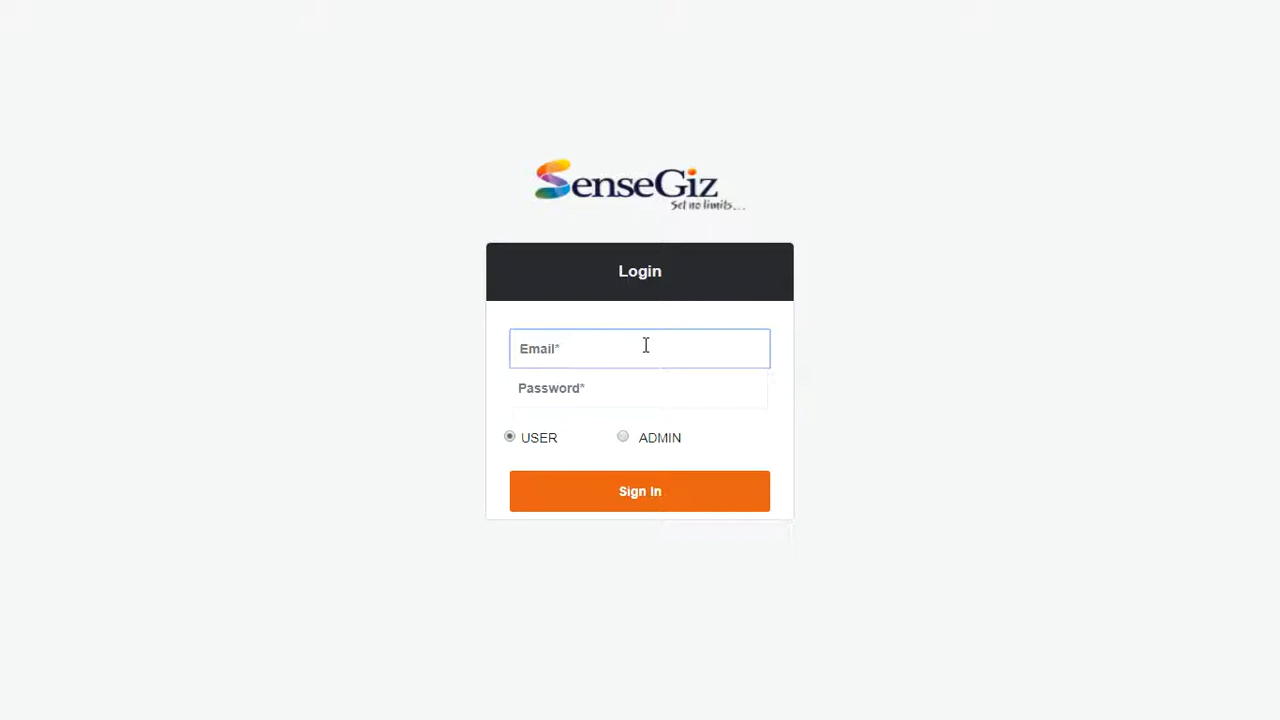 SenseGiz
Set no limits...
Login
Email*
Password*
USER ADMIN
Sign In